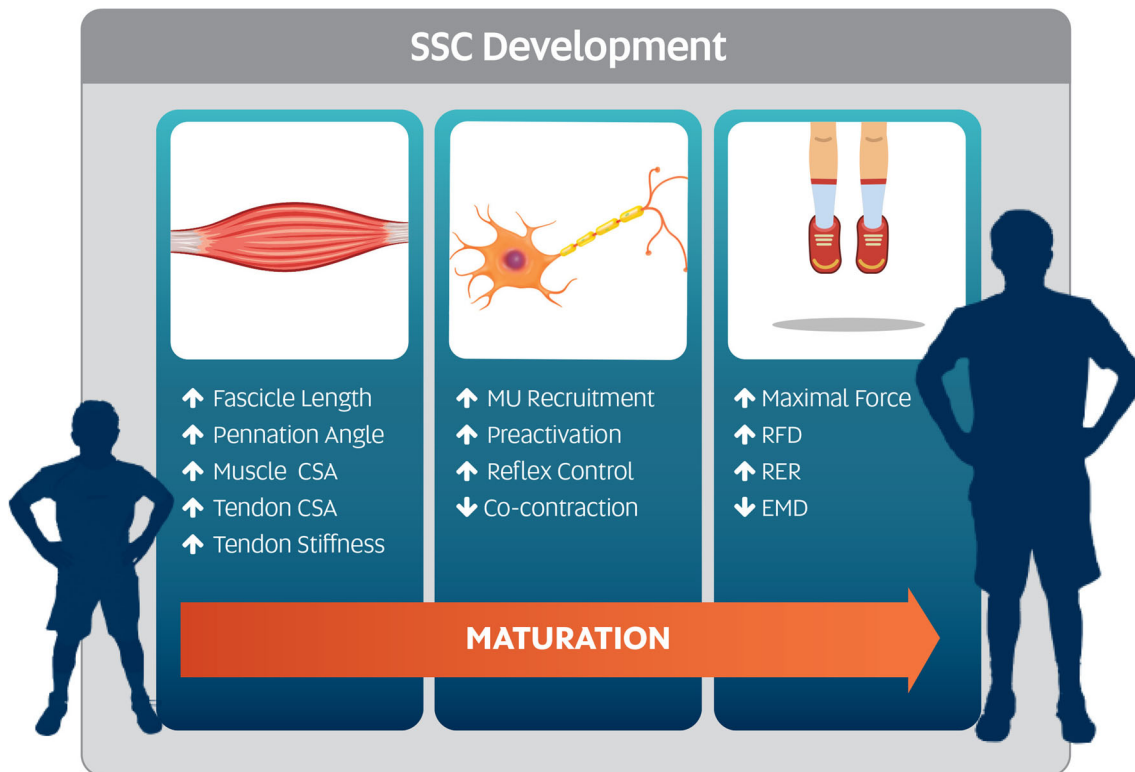 SSC Development
↑ Fascicle Length
↑ Pennation Angle
↑ Muscle CSA
↑ Tendon CSA
↑ Tendon Stiffness
↑ MU Recruitment
↑ Preactivation
↑ Reflex Control
↓ Co-contraction
↑ Maximal Force
↑ RFD
↑ RER
↓ EMD
MATURATION